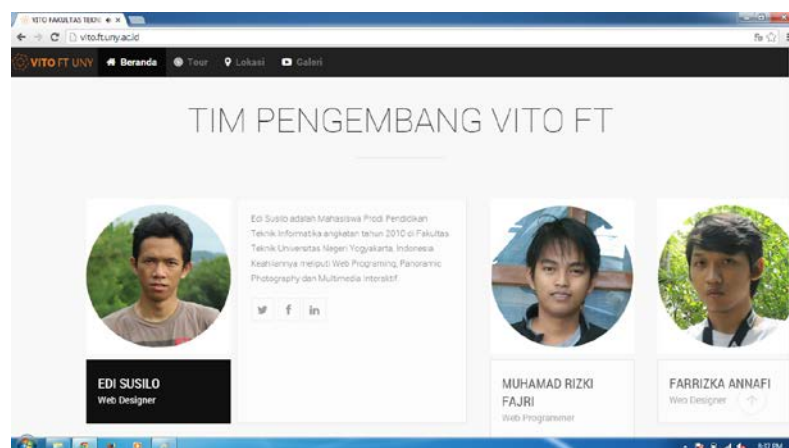 VITO FAKULTAS TEKNI
vito.ft.uny.ac.id
VITO FT UNY Beranda Tour Lokasi Galeri
TIM PENGEMBANG VITO FT
Edi Susilo adalah Mahasiswa Prodi Pendidikan
Teknik Informatika angkatan tahun 2010 di Fakultas
Teknik Universitas Negeri Yogyakarta, Indonesia
Keahliannya meliputi Web Programing, Panoramic
Photography dan Multimedia Interaktif.
EDI SUSILO
Web Designer
MUHAMAD RIZKI
FAJRI
Web Programmer
FARRIZKA ANNAFI
Web Designer